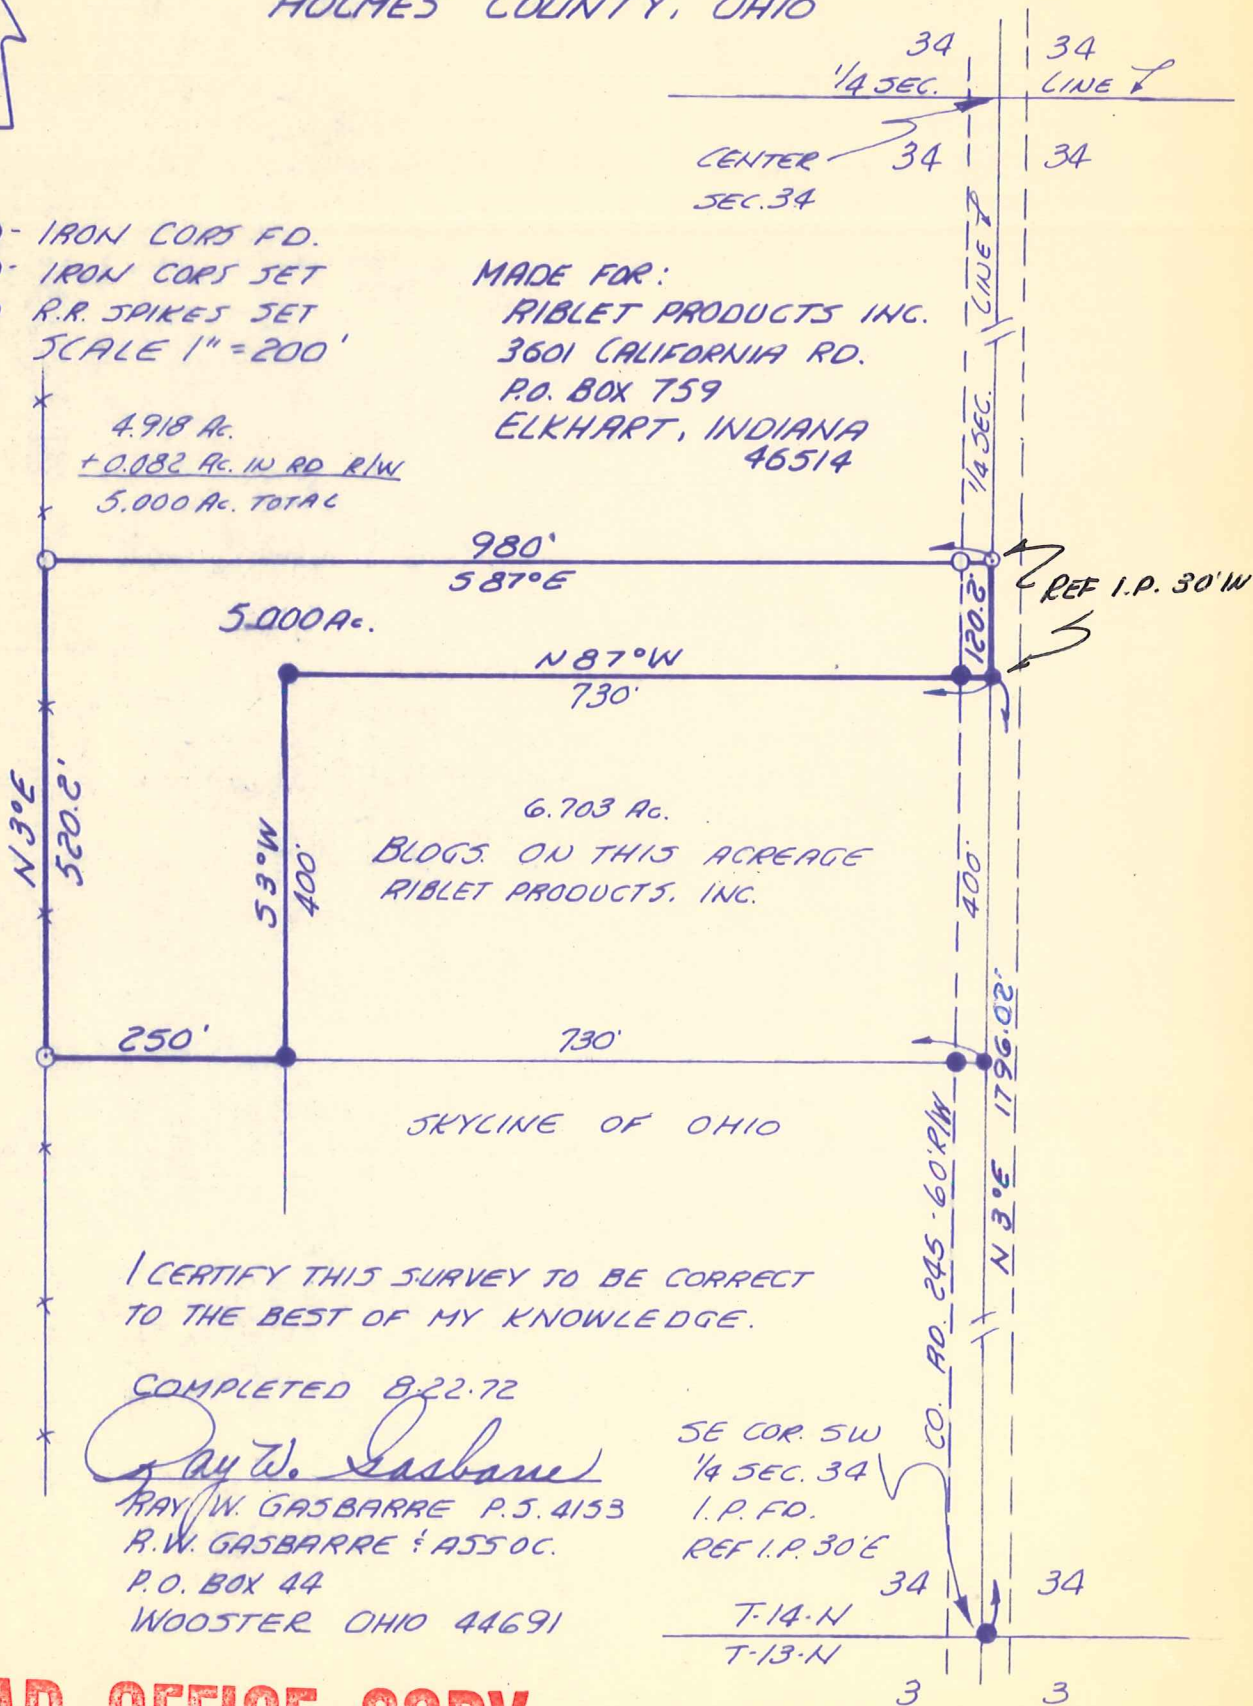 HOLMES COUNTY, OHIO
34
34
1/4 SEC.
LINE
CENTER
SEC. 34
34
34
- IRON CORS FD.
- IRON CORS SET
R.R. SPIKES SET
SCALE 1" = 200'
MADE FOR:
RIBLET PRODUCTS INC.
3601 CALIFORNIA RD.
P.O. BOX 759
ELKHART, INDIANA
46514
1/4 SEC. LINE
4.918 Ac.
+0.082 Ac. IN RD R/W
5.000 Ac. TOTAL
980'
S 87° E
REF I.P. 30' IN
120.2'
5.000 Ac.
N 87° W
730'
N 3° E
520.2'
S 3° W
400'
6.703 Ac.
BLDGS. ON THIS ACREAGE
RIBLET PRODUCTS. INC.
400'
250'
730'
N 3° E 1796.02'
SKYLINE OF OHIO
CO. RD. 245 - 60' R/W
I CERTIFY THIS SURVEY TO BE CORRECT
TO THE BEST OF MY KNOWLEDGE.
COMPLETED 8-22-72
Ray W. Gasbarre
RAY W. GASBARRE P.S. 4153
R.W. GASBARRE & ASSOC.
P.O. BOX 44
WOOSTER OHIO 44691
SE COR. SW
1/4 SEC. 34
I.P. FD.
REF I.P. 30' E
34
34
T-14-N
T-13-N
3
3
OFFICE COPY